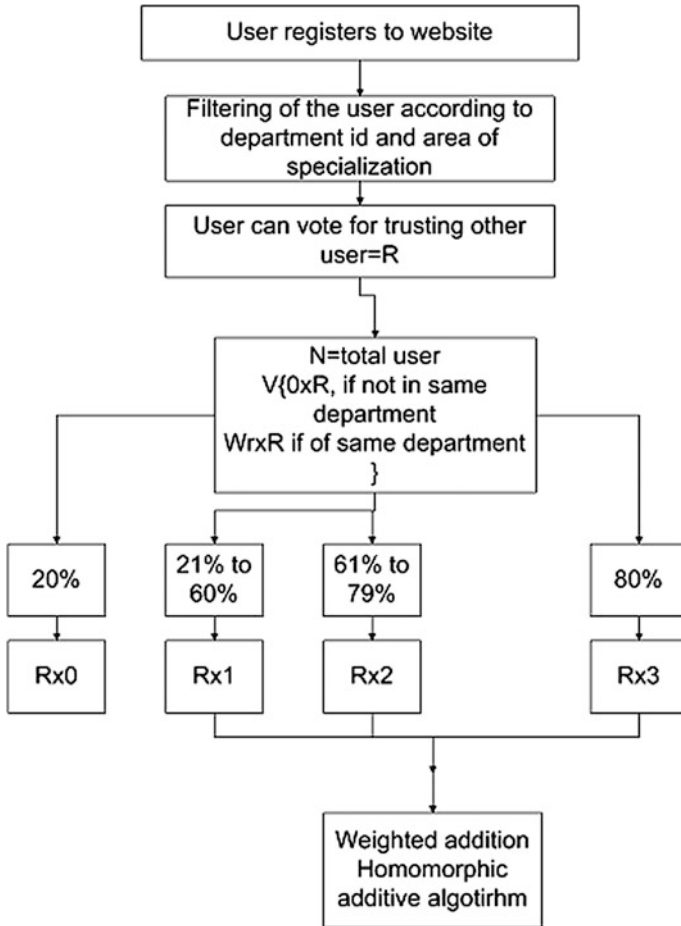 User registers to website
Filtering of the user according to
department id and area of
specialization
User can vote for trusting other
user=R
N=total user
V{0xR, if not in same
department
WrxR if of same department
}
20%
21% to
60%
61% to
79%
80%
Rx0
Rx1
Rx2
Rx3
Weighted addition
Homomorphic
additive algotirhm